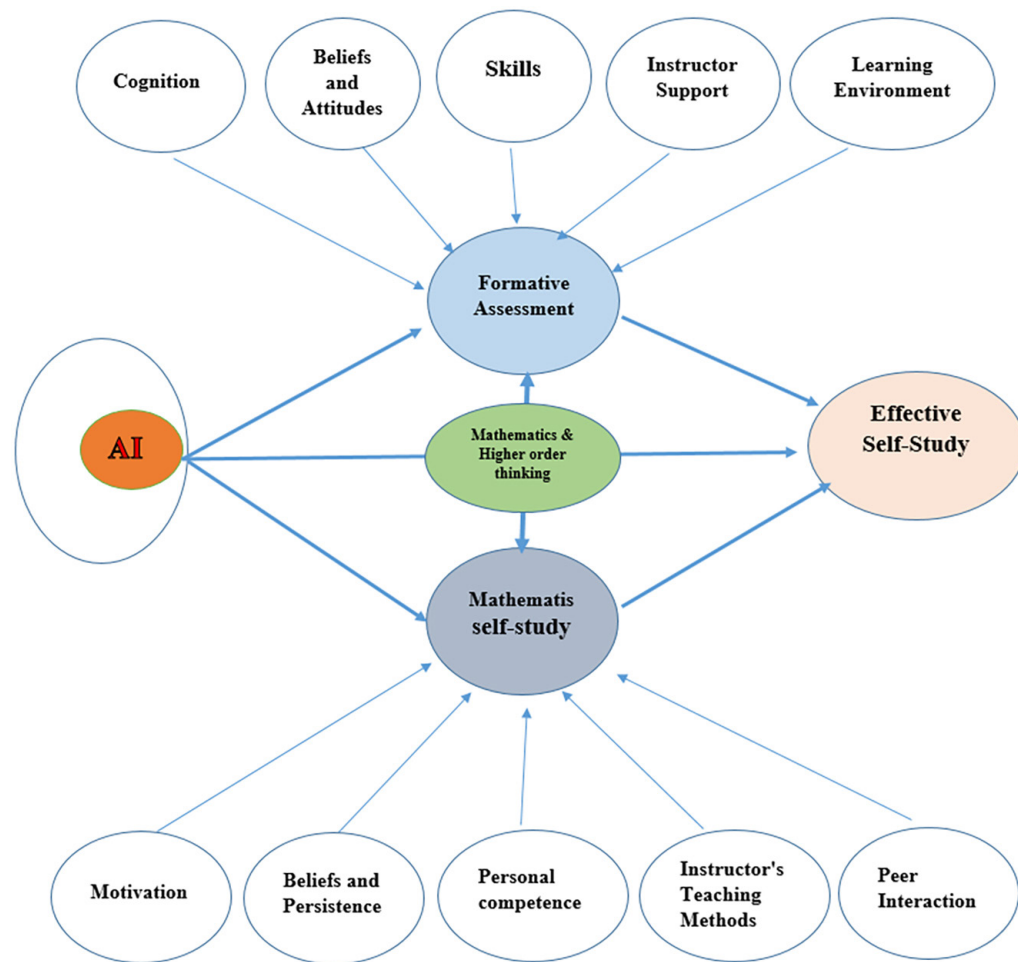 Cognition
Beliefs
and
Attitudes
Skills
Instructor
Support
Learning
Environment
Formative
Assessment
AI
Mathematics &
Higher order
thinking
Effective
Self-Study
Mathematis
self-study
Motivation
Beliefs and
Persistence
Personal
competence
Instructor's
Teaching
Methods
Peer
Interaction